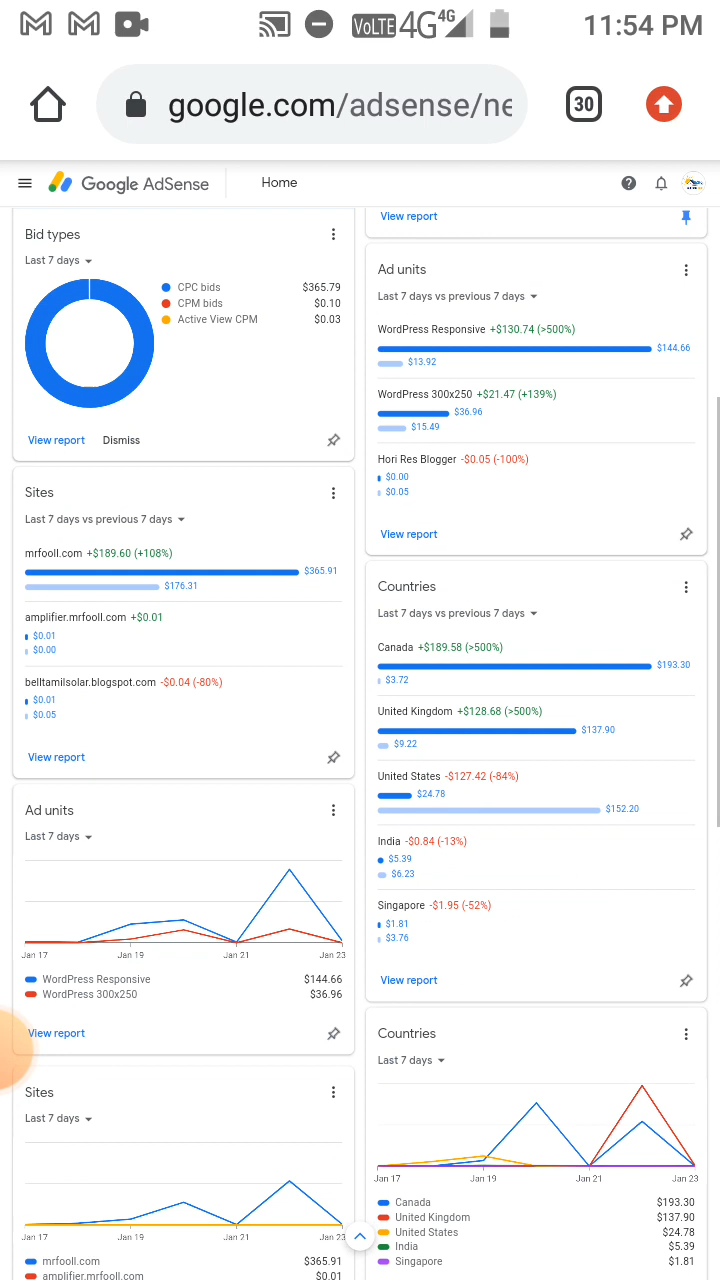 VoLTE 4G 4G 11:54 PM
google.com/adsense/ne
30
Google AdSense Home
Bid types
Last 7 days
CPC bids $365.79
CPM bids $0.10
Active View CPM $0.03
View report Dismiss
Sites
Last 7 days vs previous 7 days
mrfooll.com +$189.60 (+108%)
$365.91
$176.31
amplifier.mrfooll.com +$0.01
$0.01
$0.00
belltamilsolar.blogspot.com -$0.04 (-80%)
$0.01
$0.05
View report
Ad units
Last 7 days
Jan 17 Jan 19 Jan 21 Jan 23
WordPress Responsive $144.66
WordPress 300x250 $36.96
View report
Sites
Last 7 days
Jan 17 Jan 19 Jan 21 Jan 23
mrfooll.com $365.91
amplifier.mrfooll.com $0.01
View report
Ad units
Last 7 days vs previous 7 days
WordPress Responsive +$130.74 (>500%)
$144.66
$13.92
WordPress 300x250 +$21.47 (+139%)
$36.96
$15.49
Hori Res Blogger -$0.05 (-100%)
$0.00
$0.05
View report
Countries
Last 7 days vs previous 7 days
Canada +$189.58 (>500%)
$193.30
$3.72
United Kingdom +$128.68 (>500%)
$137.90
$9.22
United States -$127.42 (-84%)
$24.78
$152.20
India -$0.84 (-13%)
$5.39
$6.23
Singapore -$1.95 (-52%)
$1.81
$3.76
View report
Countries
Last 7 days
Jan 17 Jan 19 Jan 21 Jan 23
Canada $193.30
United Kingdom $137.90
United States $24.78
India $5.39
Singapore $1.81